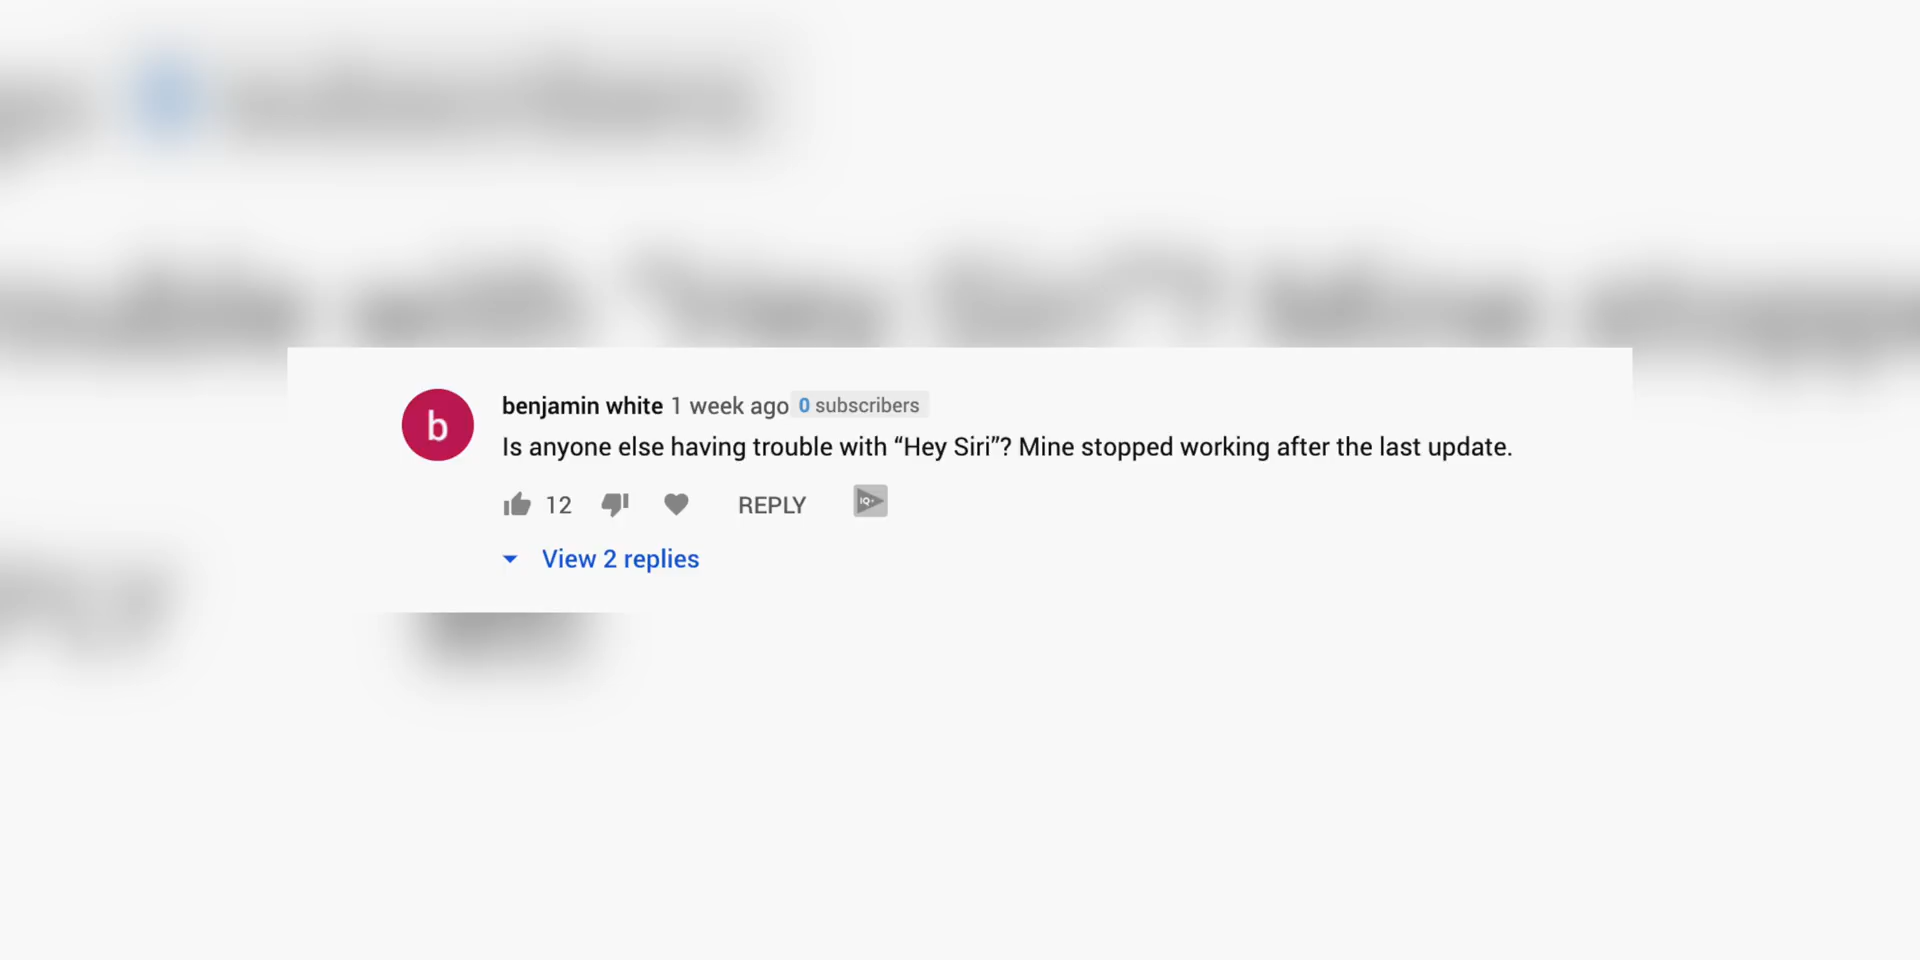 benjamin white 1 week ago 0 subscribers
b
Is anyone else having trouble with “Hey Siri”? Mine stopped working after the last update.
12 REPLY IQ+
View 2 replies